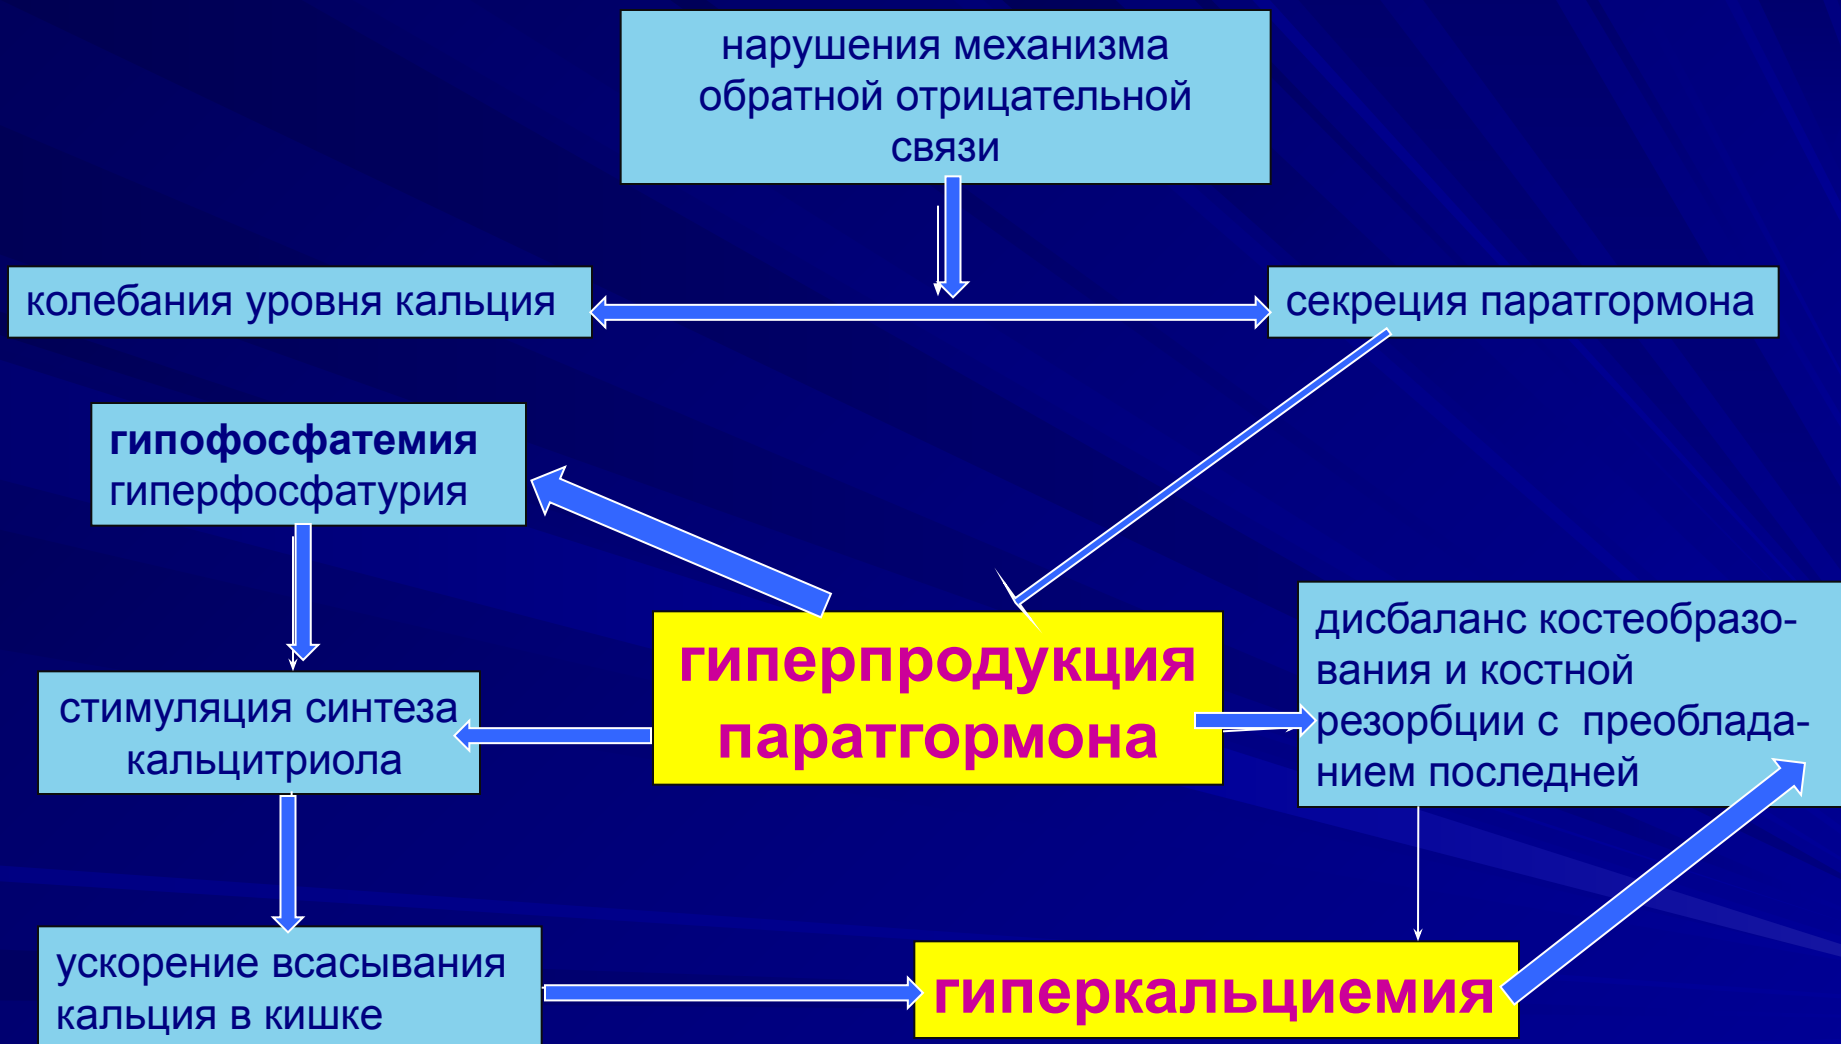 нарушения механизма
обратной отрицательной
связи
колебания уровня кальция
секреция паратгормона
гипофосфатемия
гиперфосфатурия
гиперпродукция
паратгормона
дисбаланс костеобразо-
вания и костной
резорбции с преоблада-
нием последней
стимуляция синтеза
кальцитриола
ускорение всасывания
кальция в кишке
гиперкальциемия